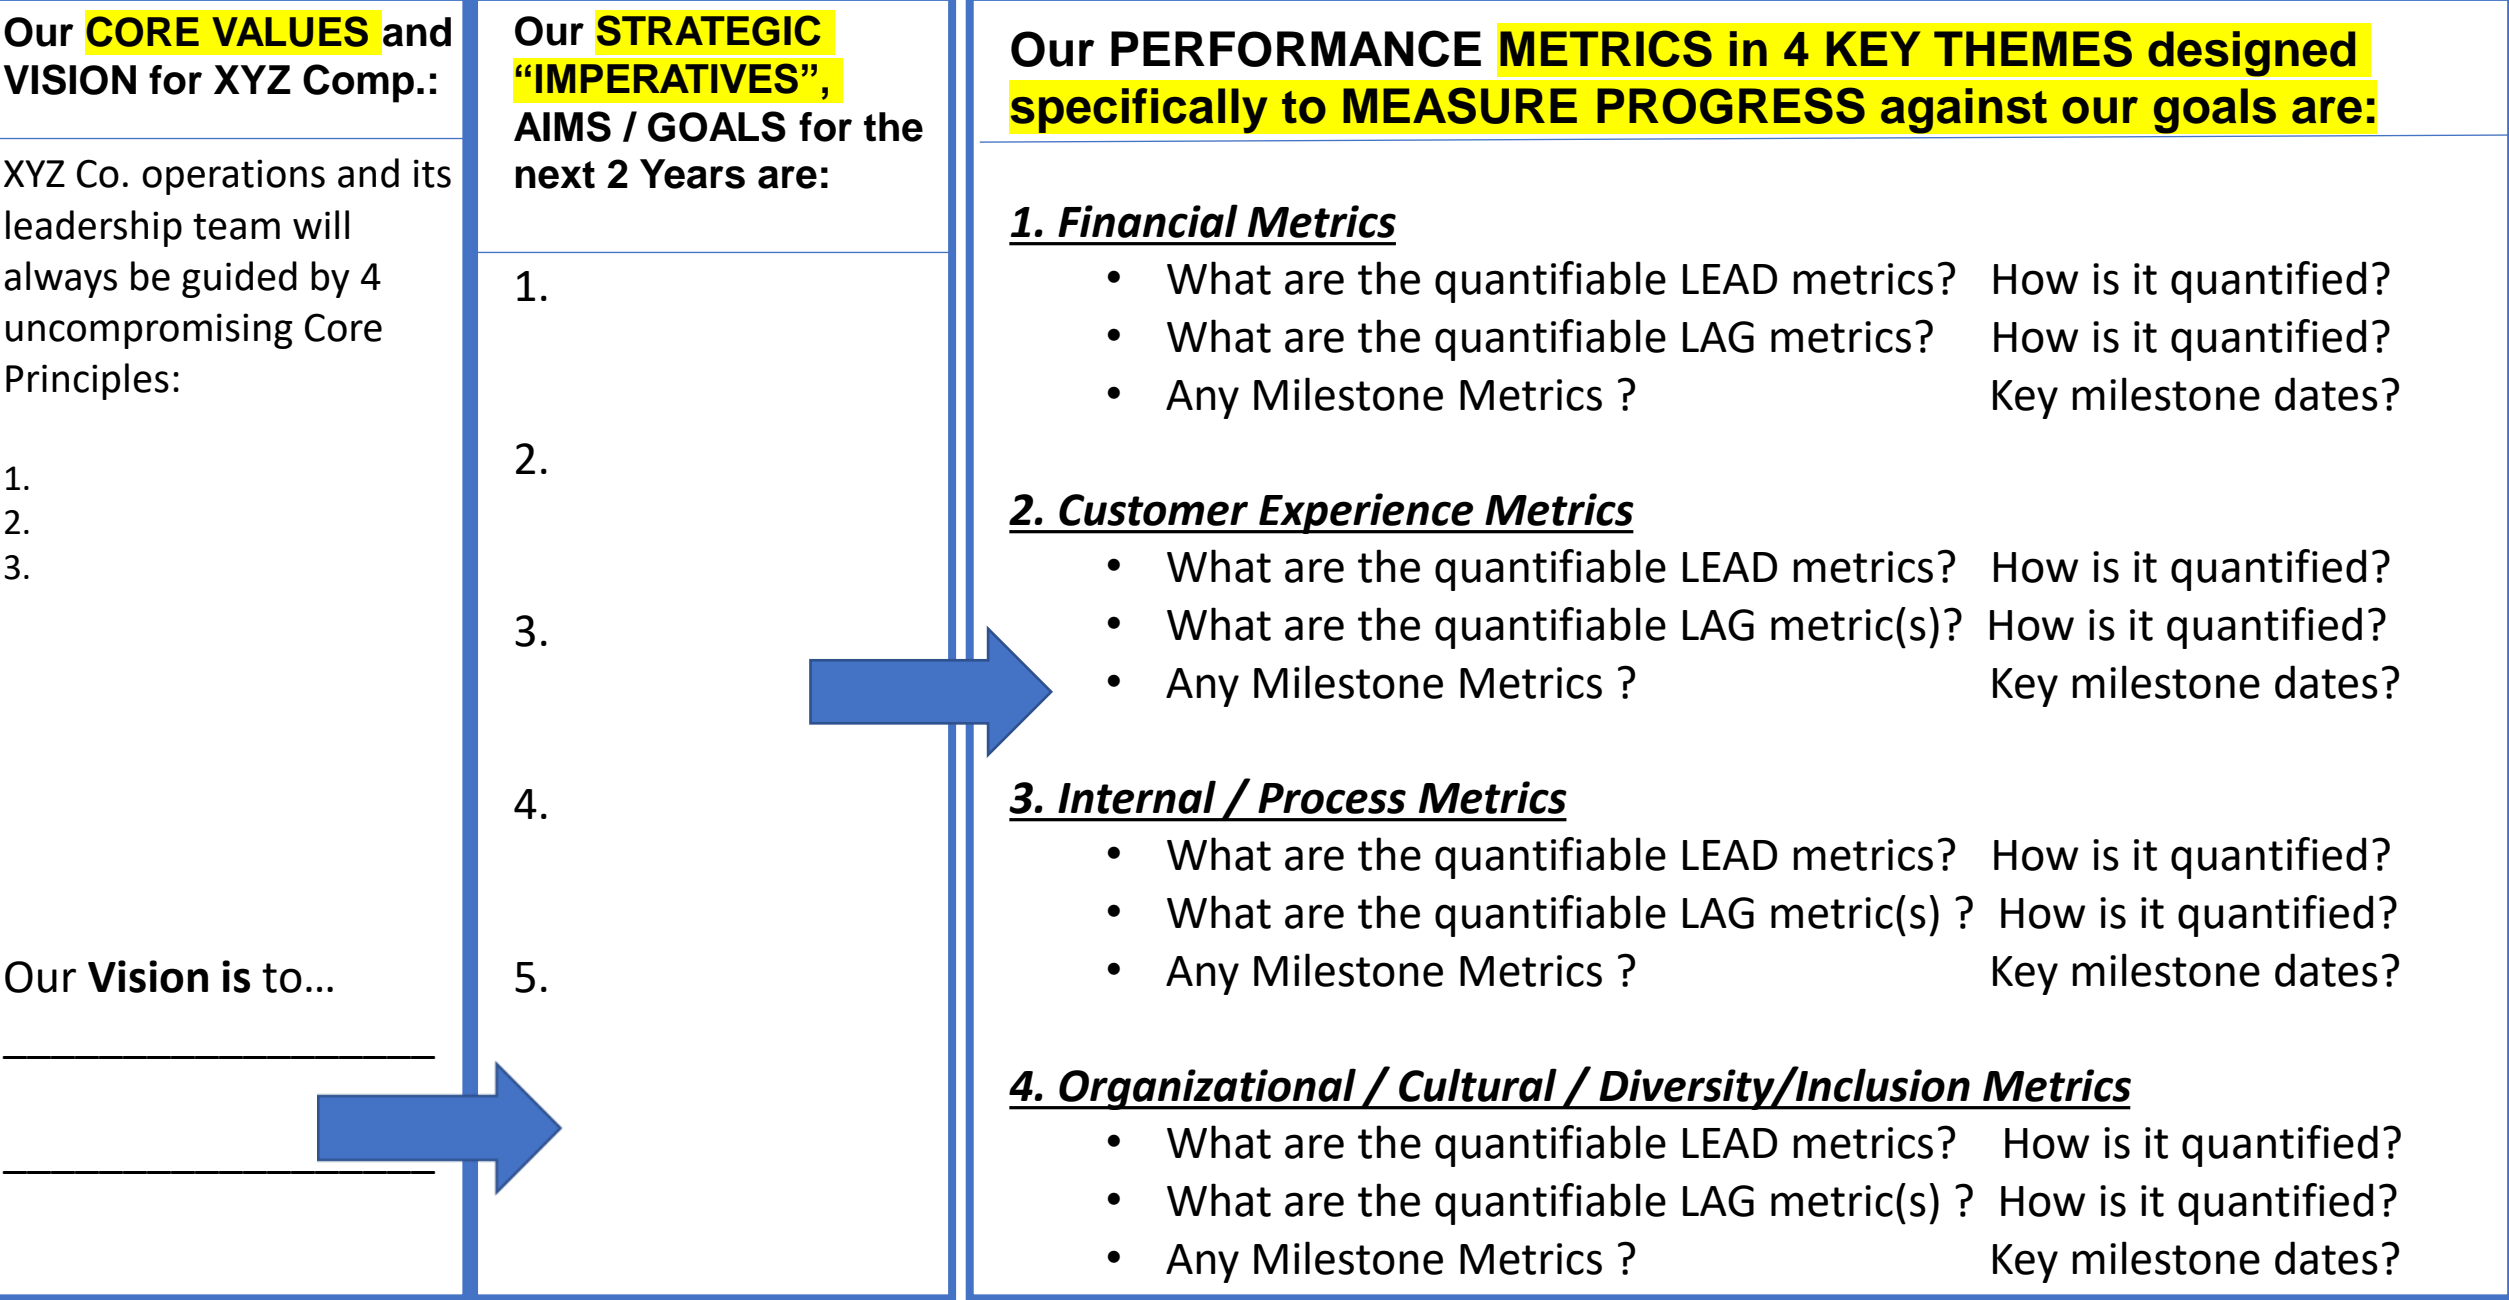 Our CORE VALUES and
VISION for XYZ Comp.:
XYZ Co. operations and its
leadership team will
always be guided by 4
uncompromising Core
Principles:
1.
2.
3.
Our Vision is to…
__________________
__________________
Our STRATEGIC
“IMPERATIVES”,
AIMS / GOALS for the
next 2 Years are:
1.
2.
3.
4.
5.
Our PERFORMANCE METRICS in 4 KEY THEMES designed
specifically to MEASURE PROGRESS against our goals are:
1. Financial Metrics
• What are the quantifiable LEAD metrics? How is it quantified?
• What are the quantifiable LAG metrics? How is it quantified?
• Any Milestone Metrics ? Key milestone dates?
2. Customer Experience Metrics
• What are the quantifiable LEAD metrics? How is it quantified?
• What are the quantifiable LAG metric(s)? How is it quantified?
• Any Milestone Metrics ? Key milestone dates?
3. Internal / Process Metrics
• What are the quantifiable LEAD metrics? How is it quantified?
• What are the quantifiable LAG metric(s) ? How is it quantified?
• Any Milestone Metrics ? Key milestone dates?
4. Organizational / Cultural / Diversity/Inclusion Metrics
• What are the quantifiable LEAD metrics? How is it quantified?
• What are the quantifiable LAG metric(s) ? How is it quantified?
• Any Milestone Metrics ? Key milestone dates?